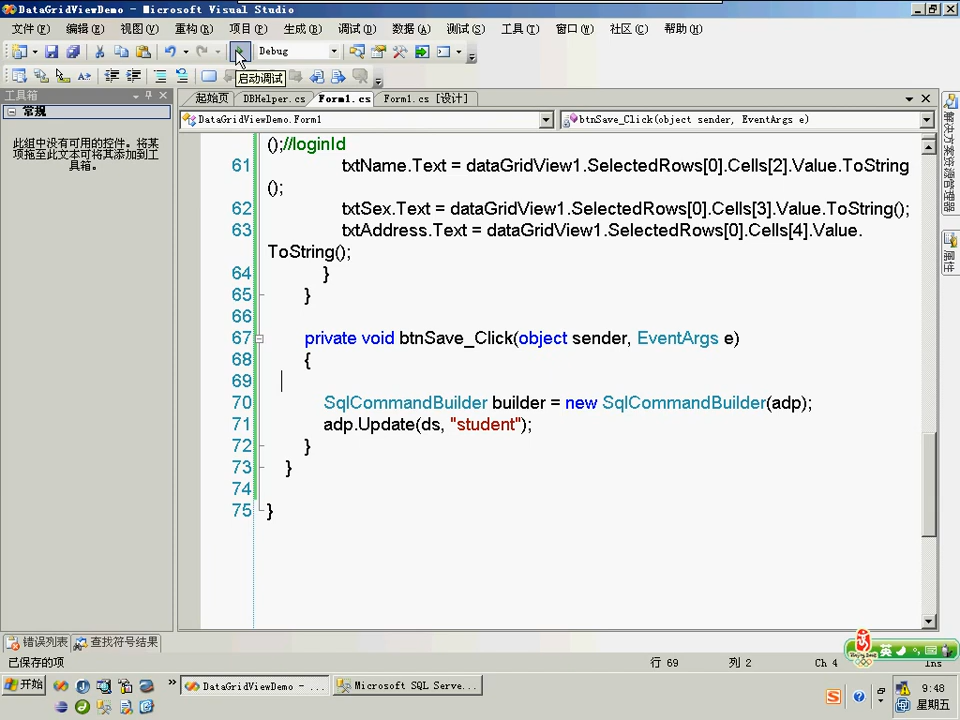 DataGridViewDemo - Microsoft Visual Studio
文件(F) 编辑(E) 视图(V) 重构(R) 项目(P) 生成(B) 调试(D) 数据(A) 测试(S) 工具(T) 窗口(W) 社区(C) 帮助(H)
Debug
启动调试
工具箱
常规
此组中没有可用的控件。将某
项拖至此文本可将其添加到工
具箱。
起始页 DBHelper.cs Form1.cs Form1.cs [设计]
DataGridViewDemo.Form1 btnSave_Click(object sender, EventArgs e)
();//loginId
61 txtName.Text = dataGridView1.SelectedRows[0].Cells[2].Value.ToString
();
62 txtSex.Text = dataGridView1.SelectedRows[0].Cells[3].Value.ToString();
63 txtAddress.Text = dataGridView1.SelectedRows[0].Cells[4].Value.
ToString();
64 }
65 }
66
67 private void btnSave_Click(object sender, EventArgs e)
68 {
69
70 SqlCommandBuilder builder = new SqlCommandBuilder(adp);
71 adp.Update(ds, "student");
72 }
73 }
74
75 }
解决方案资源管理器
属性
错误列表 查找符号结果
已保存的项 行 69 列 2 Ch 4 Ins
英
开始 DataGridViewDemo - ... Microsoft SQL Serve...
9:48
星期五